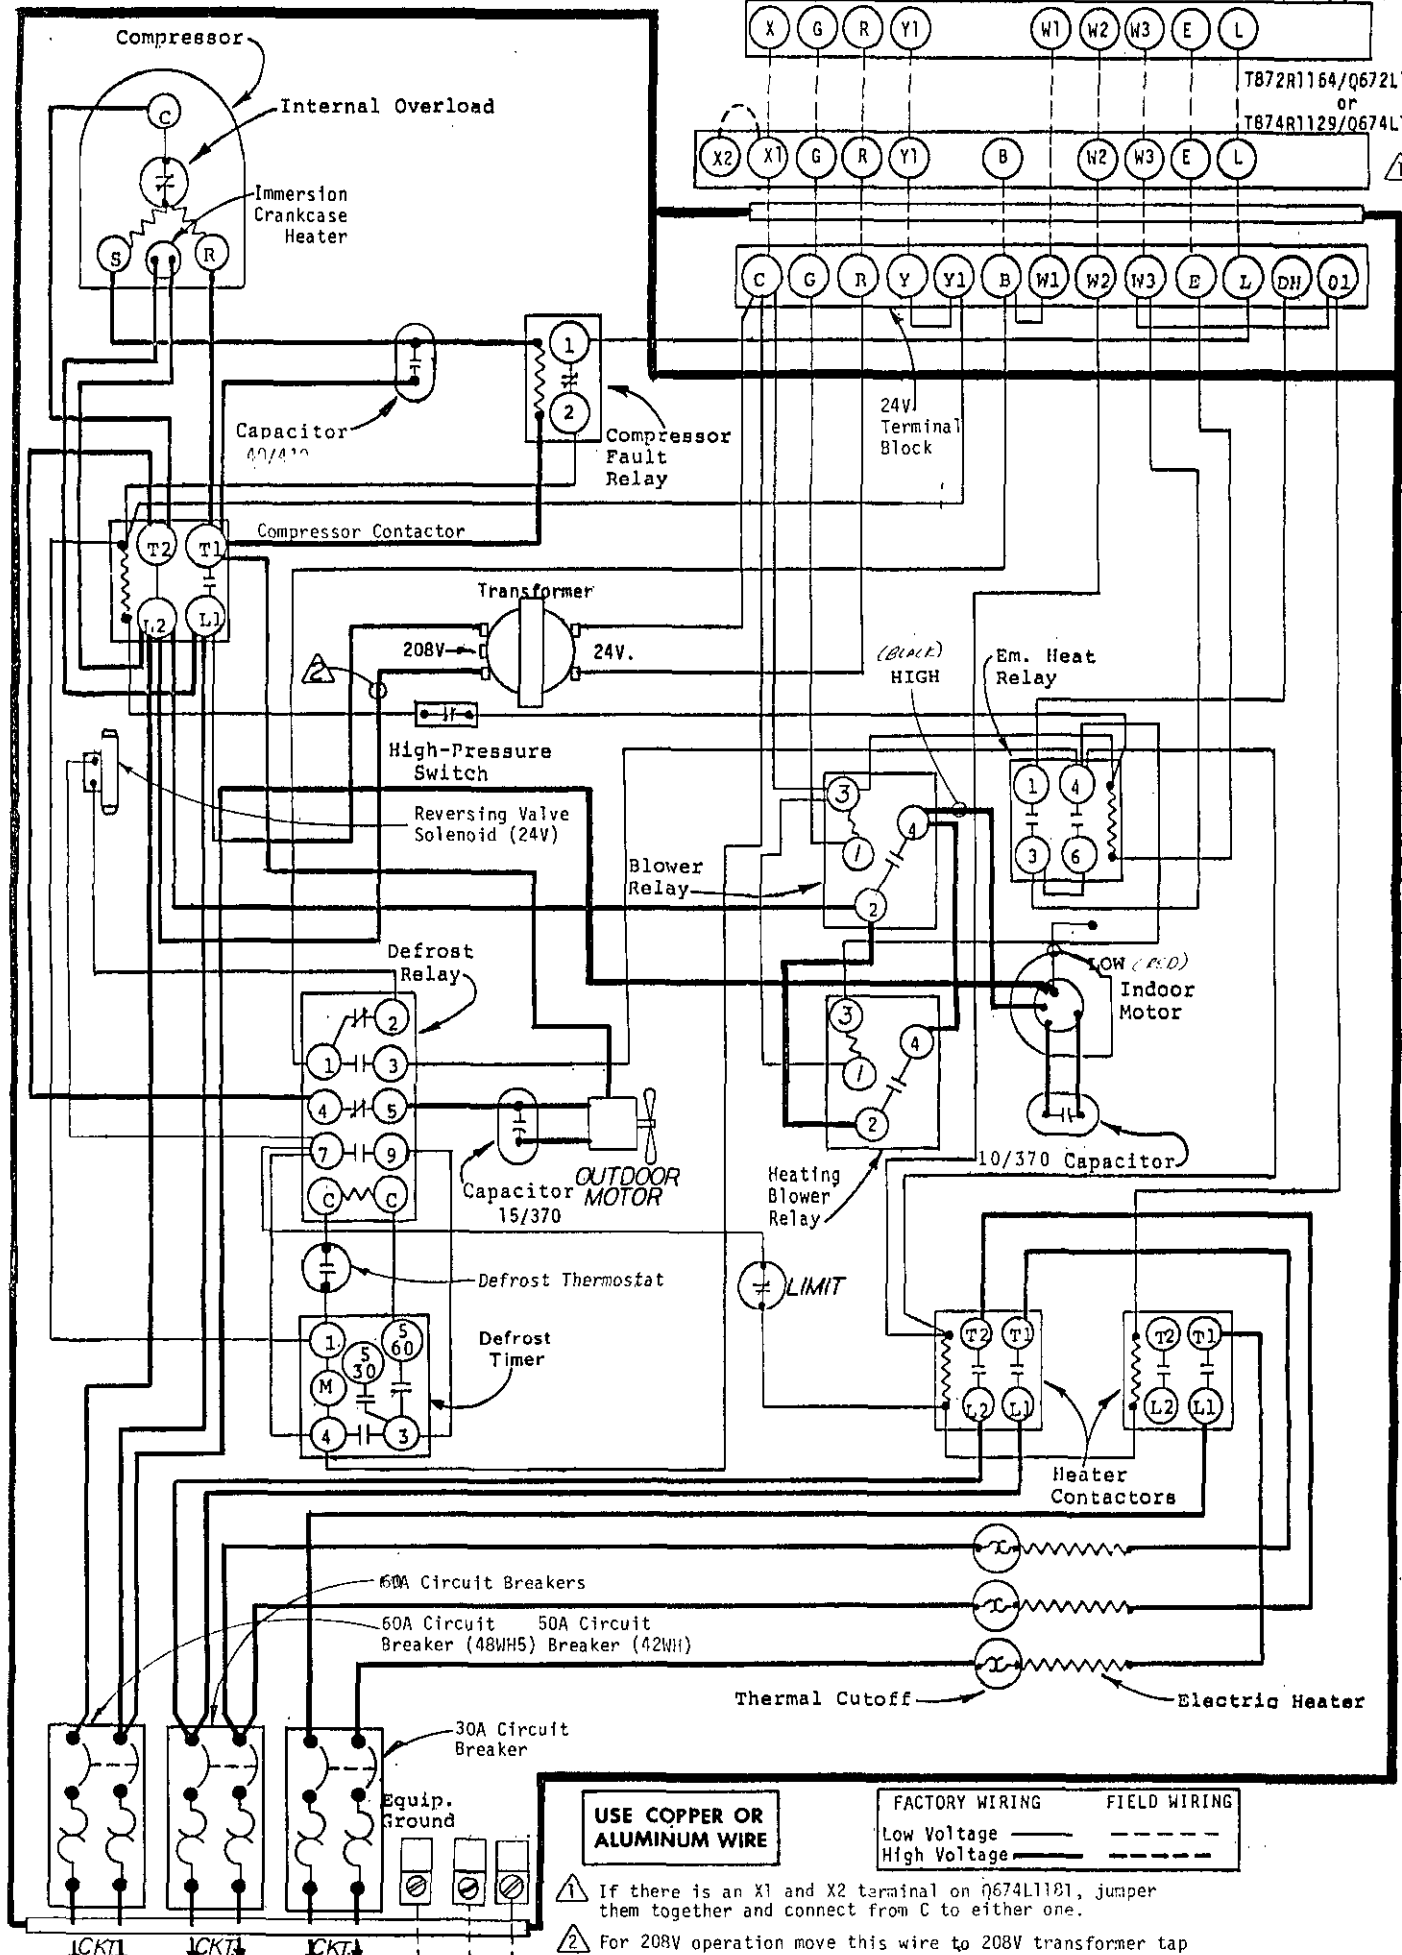 X G R Y1 W1 W2 W3 E L
Compressor
T872R1164/Q672L
or
T874R1129/Q674L
C
Internal Overload
X2 X1 G R Y1 B W2 W3 E L
Immersion
Crankcase
Heater
S R
C G R Y Y1 B W1 W2 W3 E L DH 01
1
2
Capacitor
Compressor
Fault
Relay
24V.
Terminal
Block
Compressor Contactor
T2 T1
L2 L1
Transformer
208V
24V.
2
(BLACK)
HIGH
Em. Heat
Relay
High-Pressure
Switch
Reversing Valve
Solenoid (24V)
3
4
1
2
1 4
3 6
Blower
Relay
Defrost
Relay
LOW (RED)
Indoor
Motor
2
1 3
4 5
7 9
C C
3
4
1
2
Capacitor
15/370
OUTDOOR
MOTOR
Heating
Blower
Relay
10/370 Capacitor
Defrost Thermostat
LIMIT
1
S
60
S
30
M
4 3
Defrost
Timer
T2 T1
L2 L1
T2 T1
L2 L1
Heater
Contactors
60A Circuit Breakers
60A Circuit
Breaker (48WH5)
50A Circuit
Breaker (42WH)
Thermal Cutoff
Electric Heater
30A Circuit
Breaker
Equip.
Ground
USE COPPER OR
ALUMINUM WIRE
FACTORY WIRING FIELD WIRING
Low Voltage
High Voltage
1 If there is an X1 and X2 terminal on Q674L1181, jumper
them together and connect from C to either one.
2 For 208V operation move this wire to 208V transformer tap
CKT CKT CKT